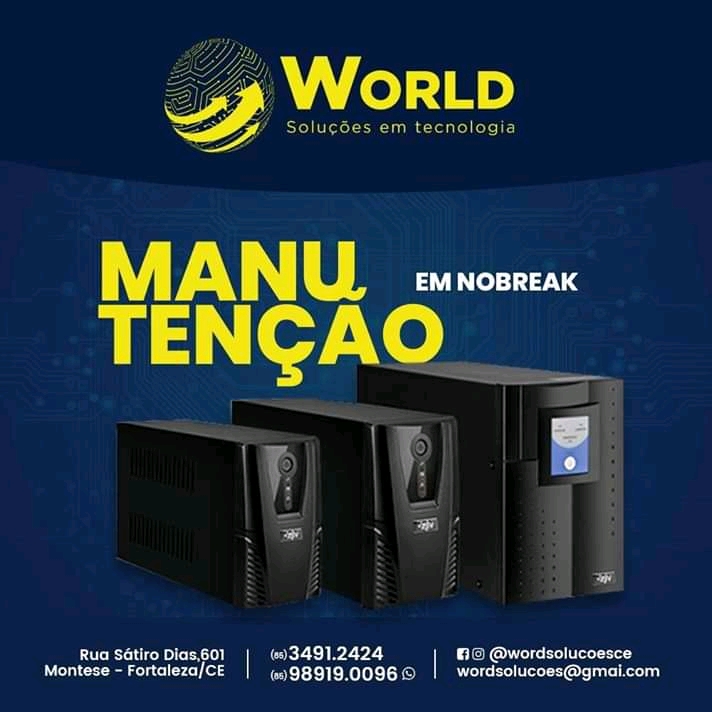 WORLD
Soluções em tecnologia
MANU
TENÇÃO
EM NOBREAK
Rua Sátiro Dias,601
Montese - Fortaleza/CE
(85) 3491.2424
(85) 98919.0096
@wordsolucoesce
wordsolucoes@gmai.com